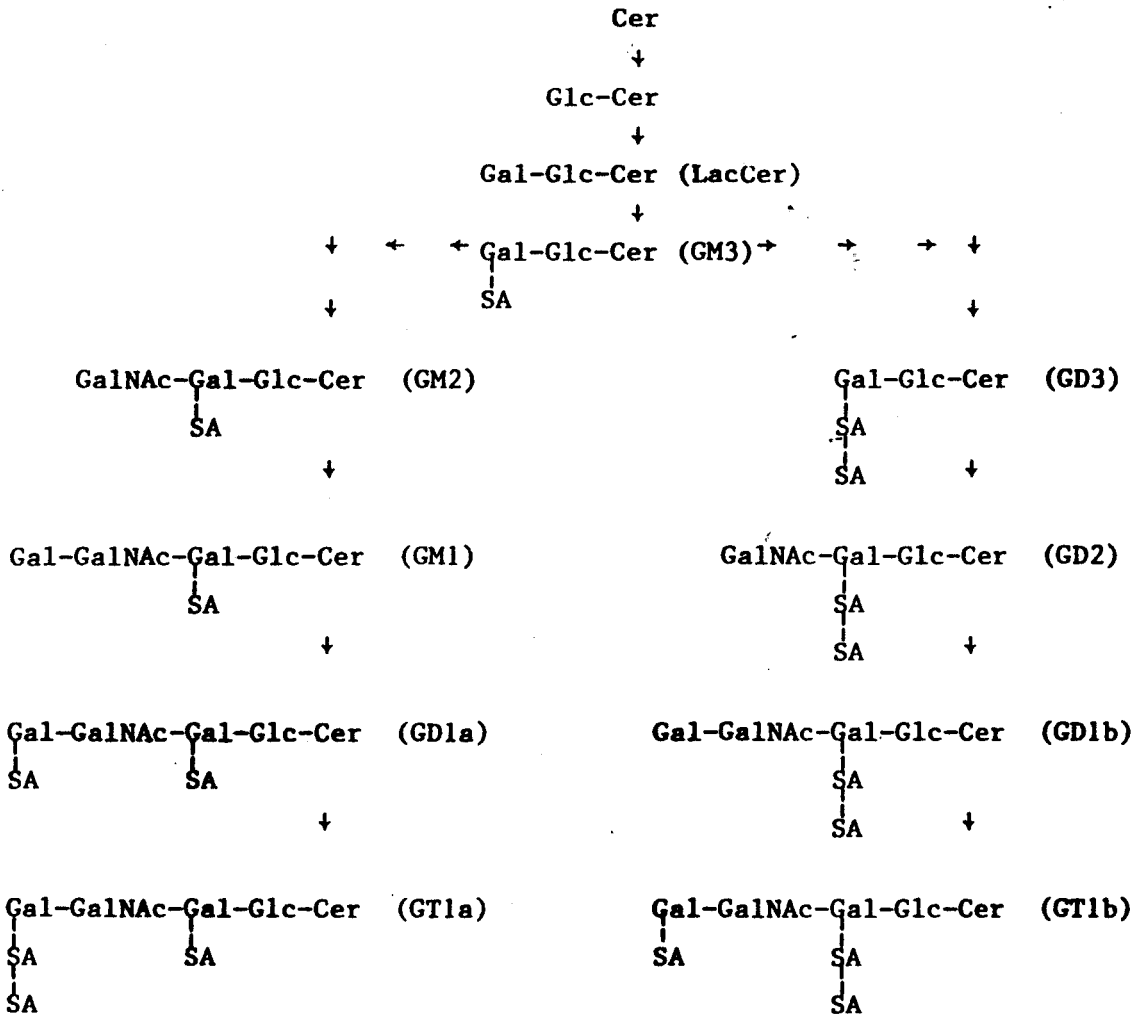 Cer
↓
Glc-Cer
↓
Gal-Glc-Cer (LacCer)
↓
↓ ← ← Gal-Glc-Cer (GM3) → → → ↓
SA
↓ ↓
GalNAc-Gal-Glc-Cer (GM2) Gal-Glc-Cer (GD3)
SA SA
↓ SA ↓
Gal-GalNAc-Gal-Glc-Cer (GM1) GalNAc-Gal-Glc-Cer (GD2)
SA SA
↓ SA ↓
Gal-GalNAc-Gal-Glc-Cer (GD1a) Gal-GalNAc-Gal-Glc-Cer (GD1b)
SA SA SA
↓ SA ↓
Gal-GalNAc-Gal-Glc-Cer (GT1a) Gal-GalNAc-Gal-Glc-Cer (GT1b)
SA SA SA SA
SA SA